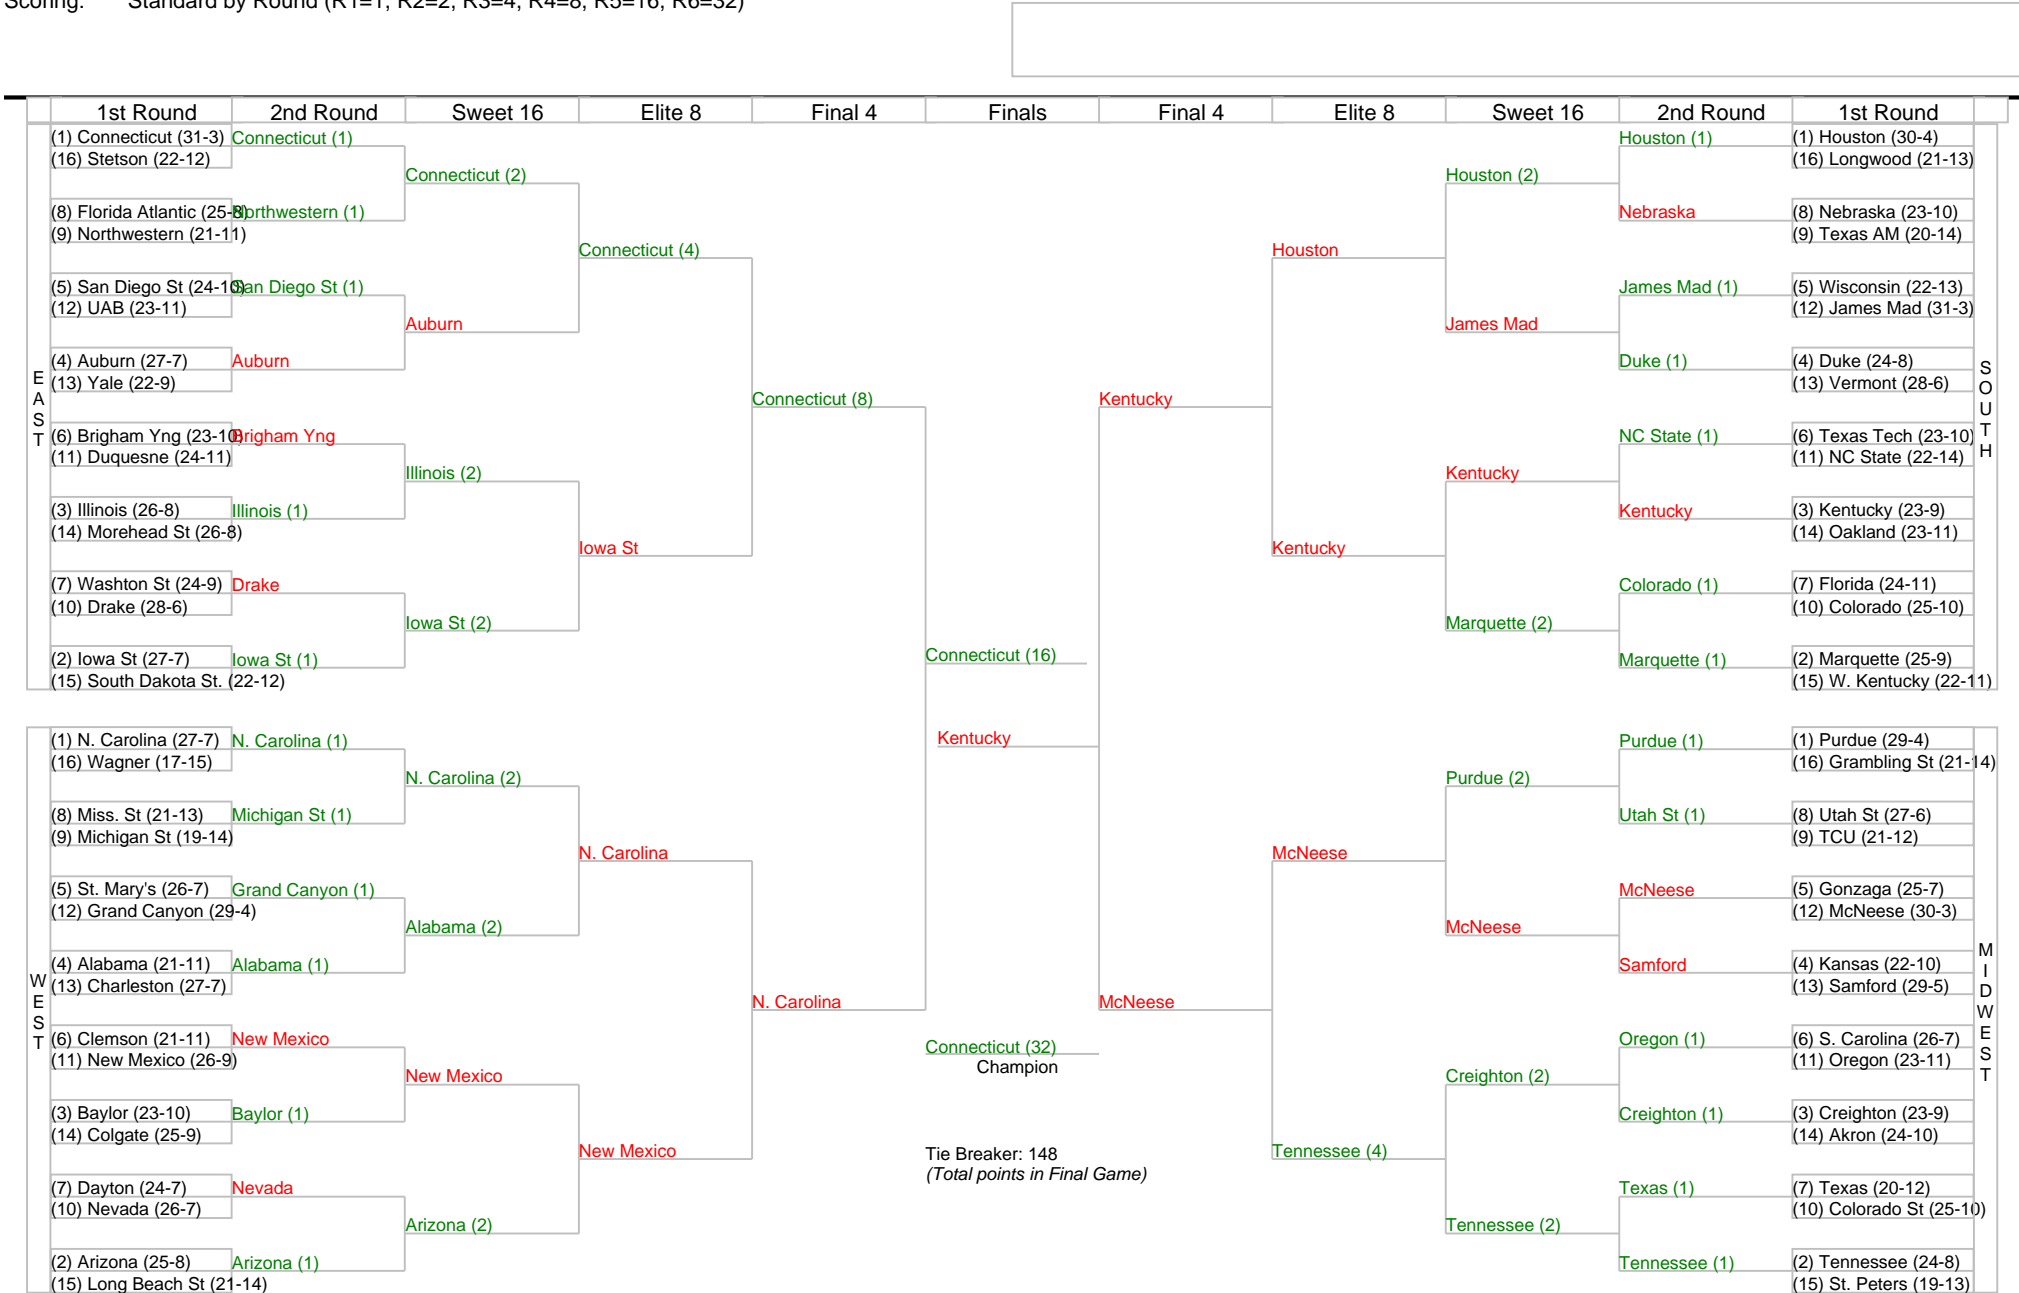 Scoring: Standard by Round (R1=1, R2=2, R3=4, R4=8, R5=16, R6=32)
1st Round 2nd Round Sweet 16 Elite 8 Final 4 Finals Final 4 Elite 8 Sweet 16 2nd Round 1st Round
EAST
(1) Connecticut (31-3)
(16) Stetson (22-12)
(8) Florida Atlantic (25-8)
(9) Northwestern (21-11)
(5) San Diego St (24-10)
(12) UAB (23-11)
(4) Auburn (27-7)
(13) Yale (22-9)
(6) Brigham Yng (23-10)
(11) Duquesne (24-11)
(3) Illinois (26-8)
(14) Morehead St (26-8)
(7) Washton St (24-9)
(10) Drake (28-6)
(2) Iowa St (27-7)
(15) South Dakota St. (22-12)
Connecticut (1)
Northwestern (1)
San Diego St (1)
Auburn
Brigham Yng
Illinois (1)
Drake
Iowa St (1)
Connecticut (2)
Auburn
Illinois (2)
Iowa St (2)
Connecticut (4)
Iowa St
Connecticut (8)
WEST
(1) N. Carolina (27-7)
(16) Wagner (17-15)
(8) Miss. St (21-13)
(9) Michigan St (19-14)
(5) St. Mary's (26-7)
(12) Grand Canyon (29-4)
(4) Alabama (21-11)
(13) Charleston (27-7)
(6) Clemson (21-11)
(11) New Mexico (26-9)
(3) Baylor (23-10)
(14) Colgate (25-9)
(7) Dayton (24-7)
(10) Nevada (26-7)
(2) Arizona (25-8)
(15) Long Beach St (21-14)
N. Carolina (1)
Michigan St (1)
Grand Canyon (1)
Alabama (1)
New Mexico
Baylor (1)
Nevada
Arizona (1)
N. Carolina (2)
Alabama (2)
New Mexico
Arizona (2)
N. Carolina
New Mexico
N. Carolina
Connecticut (16)
Kentucky
Connecticut (32)
Champion
Tie Breaker: 148
(Total points in Final Game)
Kentucky
Houston
Kentucky
Houston (2)
James Mad
Kentucky
Marquette (2)
Houston (1)
Nebraska
James Mad (1)
Duke (1)
NC State (1)
Kentucky
Colorado (1)
Marquette (1)
(1) Houston (30-4)
(16) Longwood (21-13)
(8) Nebraska (23-10)
(9) Texas AM (20-14)
(5) Wisconsin (22-13)
(12) James Mad (31-3)
(4) Duke (24-8)
(13) Vermont (28-6)
(6) Texas Tech (23-10)
(11) NC State (22-14)
(3) Kentucky (23-9)
(14) Oakland (23-11)
(7) Florida (24-11)
(10) Colorado (25-10)
(2) Marquette (25-9)
(15) W. Kentucky (22-11)
SOUTH
McNeese
McNeese
Tennessee (4)
Purdue (2)
McNeese
Creighton (2)
Tennessee (2)
Purdue (1)
Utah St (1)
McNeese
Samford
Oregon (1)
Creighton (1)
Texas (1)
Tennessee (1)
(1) Purdue (29-4)
(16) Grambling St (21-14)
(8) Utah St (27-6)
(9) TCU (21-12)
(5) Gonzaga (25-7)
(12) McNeese (30-3)
(4) Kansas (22-10)
(13) Samford (29-5)
(6) S. Carolina (26-7)
(11) Oregon (23-11)
(3) Creighton (23-9)
(14) Akron (24-10)
(7) Texas (20-12)
(10) Colorado St (25-10)
(2) Tennessee (24-8)
(15) St. Peters (19-13)
MIDWEST